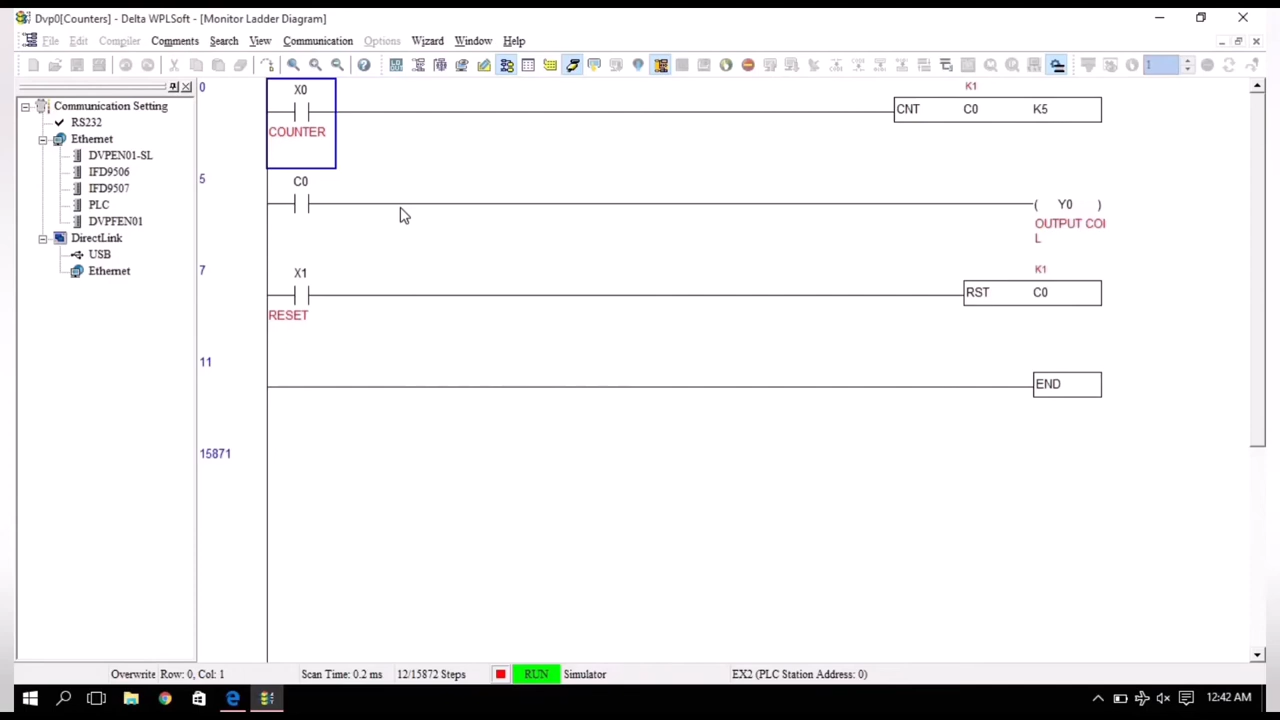 Dvp0[Counters] - Delta WPLSoft - [Monitor Ladder Diagram]
File Edit Compiler Comments Search View Communication Options Wizard Window Help
1
Communication Setting
RS232
Ethernet
DVPEN01-SL
IFD9506
IFD9507
PLC
DVPFEN01
DirectLink
USB
Ethernet
0
X0
COUNTER
K1
CNT C0 K5
5
C0
( Y0 )
OUTPUT COI
L
7
X1
RESET
K1
RST C0
11
END
15871
Overwrite Row: 0, Col: 1 Scan Time: 0.2 ms 12/15872 Steps RUN Simulator EX2 (PLC Station Address: 0)
12:42 AM